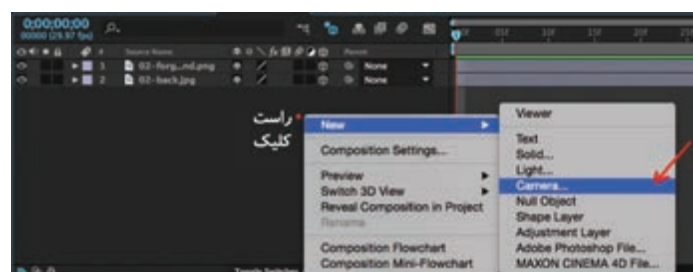 0;00;00;00
00000 (29.97 fps)
# Source Name Parent
1 02-forg...nd.png None
2 02-back.jpg None
راست
کلیک
New
Composition Settings...
Preview
Switch 3D View
Reveal Composition in Project
Rename
Composition Flowchart
Composition Mini-Flowchart
Viewer
Text
Solid...
Light...
Camera...
Null Object
Shape Layer
Adjustment Layer
Adobe Photoshop File...
MAXON CINEMA 4D File...